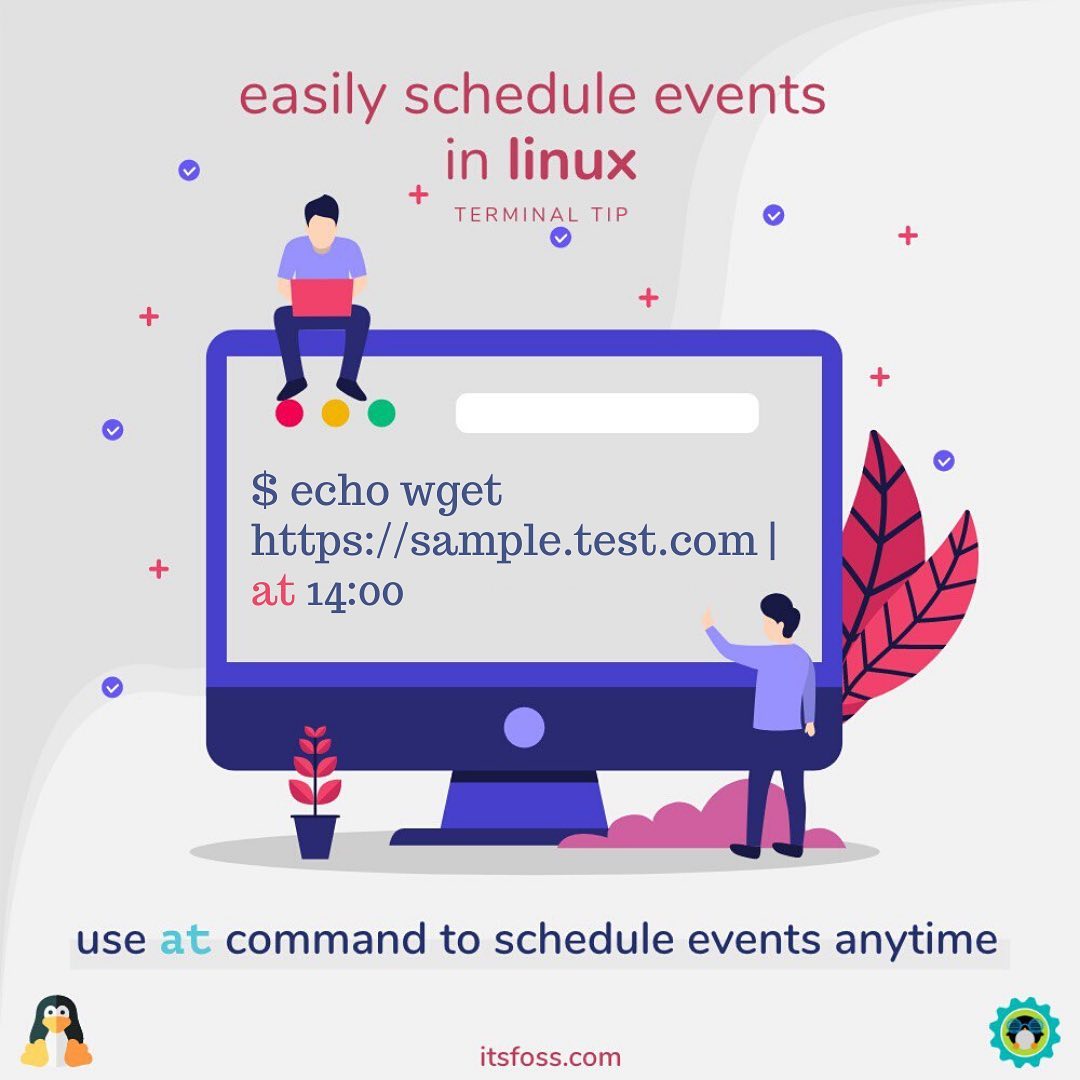 easily schedule events
in linux
TERMINAL TIP
$ echo wget
https://sample.test.com |
at 14:00
use at command to schedule events anytime
itsfoss.com